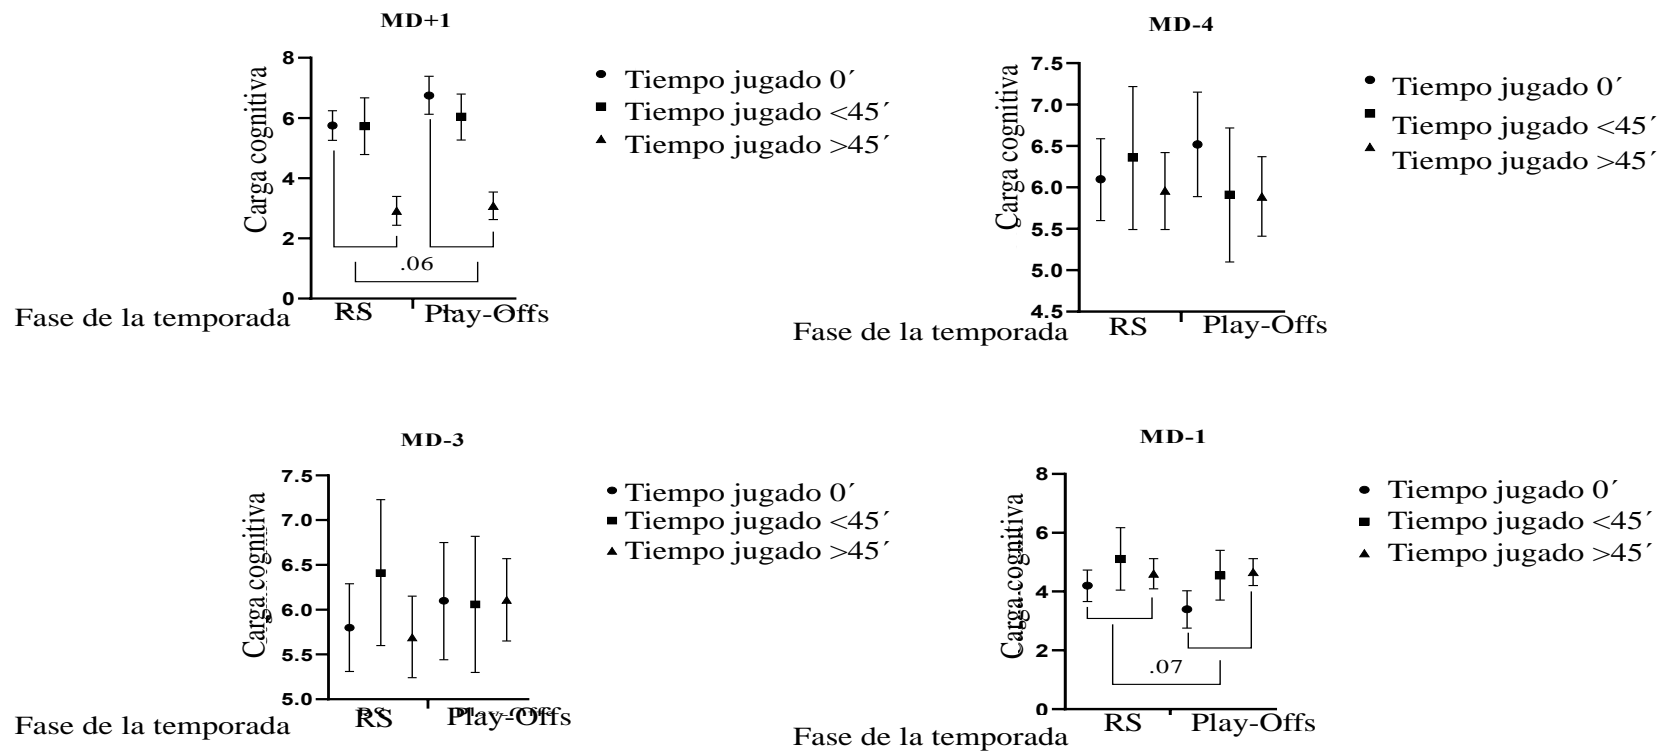 MD+1
8
6
4
2
0
Carga cognitiva
Tiempo jugado 0´
Tiempo jugado <45´
Tiempo jugado >45´
.06
RS
Play-Offs
Fase de la temporada
MD-4
7.5
7.0
6.5
6.0
5.5
5.0
4.5
Carga cognitiva
Tiempo jugado 0´
Tiempo jugado <45´
Tiempo jugado >45´
RS
Play-Offs
Fase de la temporada
MD-3
7.5
7.0
6.5
6.0
5.5
5.0
Carga cognitiva
Tiempo jugado 0´
Tiempo jugado <45´
Tiempo jugado >45´
RS
Play-Offs
Fase de la temporada
MD-1
8
6
4
2
0
Carga cognitiva
Tiempo jugado 0´
Tiempo jugado <45´
Tiempo jugado >45´
.07
RS
Play-Offs
Fase de la temporada